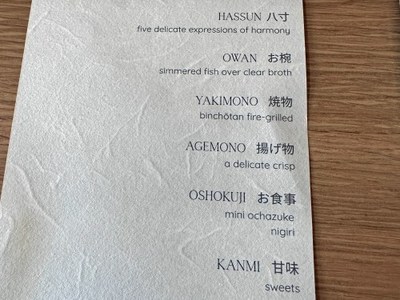 HASSUN 八寸
five delicate expressions of harmony
OWAN お椀
simmered fish over clear broth
YAKIMONO 焼物
binchōtan fire-grilled
AGEMONO 揚げ物
a delicate crisp
OSHOKUJI お食事
mini ochazuke
nigiri
KANMI 甘味
sweets